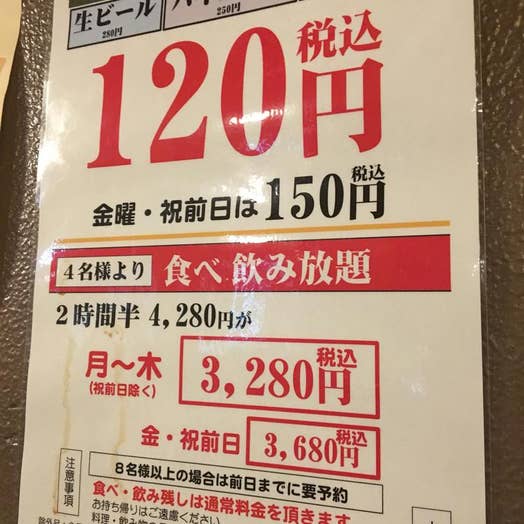 生ビール
280円
250円
120円 税込
金曜・祝前日は150円 税込
4名様より 食べ飲み放題
2時間半 4,280円が
月〜木 3,280円 税込
(祝前日除く)
金・祝前日 3,680円 税込
8名様以上の場合は前日までに要予約
注意事項
食べ・飲み残しは通常料金を頂きます
お持ち帰りはご遠慮ください